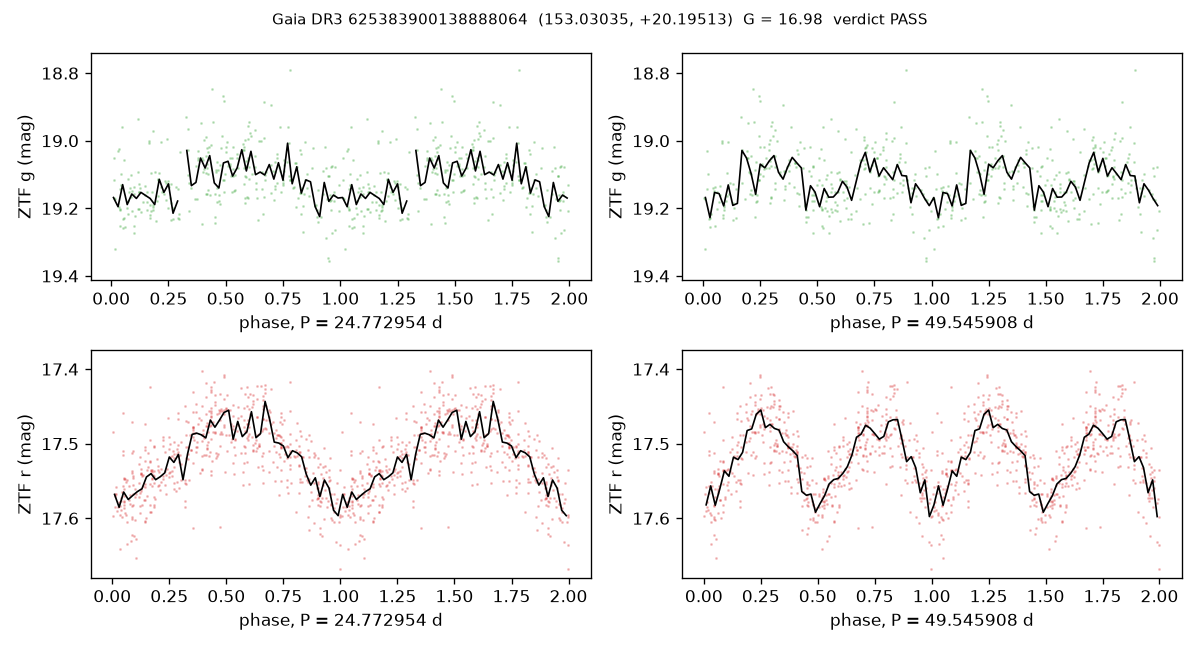 Gaia DR3 625383900138888064 (153.03035, +20.19513) G = 16.98 verdict PASS
18.8
19.0
19.2
19.4
ZTF g (mag)
0.00 0.25 0.50 0.75 1.00 1.25 1.50 1.75 2.00
phase, P = 24.772954 d
18.8
19.0
19.2
19.4
ZTF g (mag)
0.00 0.25 0.50 0.75 1.00 1.25 1.50 1.75 2.00
phase, P = 49.545908 d
17.4
17.5
17.6
ZTF r (mag)
0.00 0.25 0.50 0.75 1.00 1.25 1.50 1.75 2.00
phase, P = 24.772954 d
17.4
17.5
17.6
ZTF r (mag)
0.00 0.25 0.50 0.75 1.00 1.25 1.50 1.75 2.00
phase, P = 49.545908 d